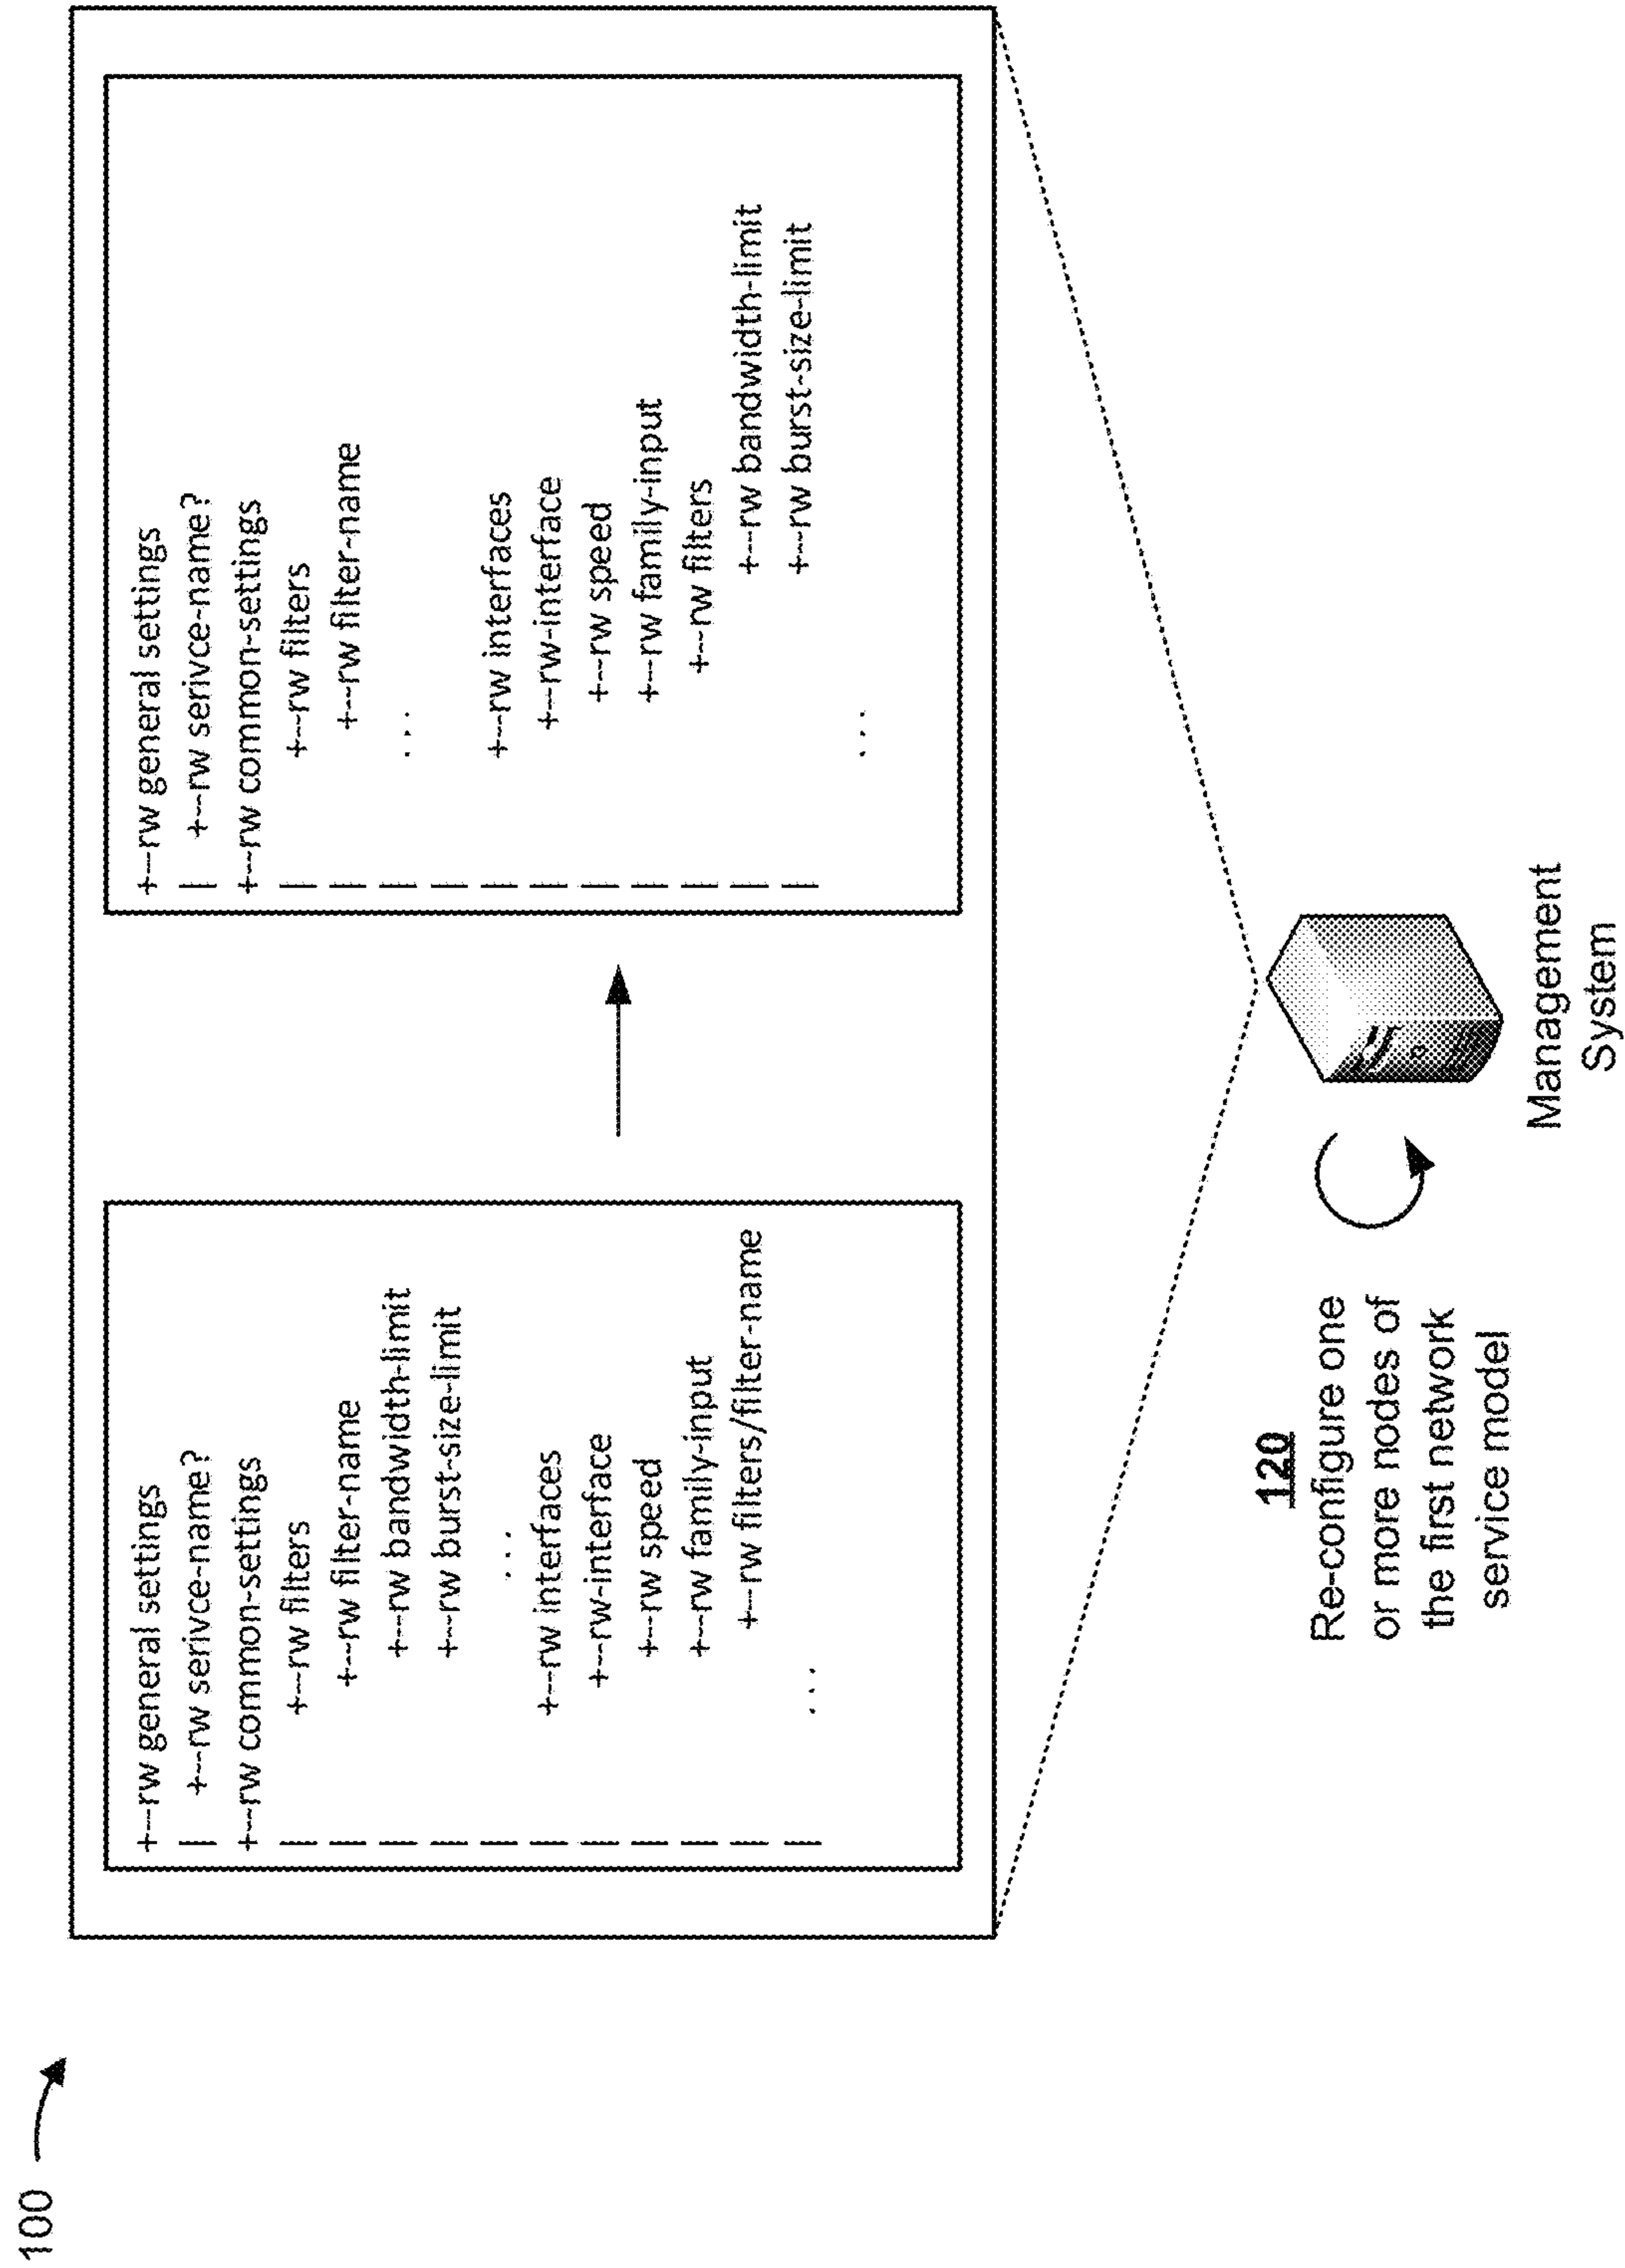 100
+--rw general settings
| +--rw serivce-name?
+--rw common-settings
| +--rw filters
| +--rw filter-name
| +--rw bandwidth-limit
| +--rw burst-size-limit
| ...
| +--rw interfaces
| +--rw-interface
| +--rw speed
| +--rw family-input
| +--rw filters/filter-name
| ...
+--rw general settings
| +--rw serivce-name?
+--rw common-settings
| +--rw filters
| +--rw filter-name
| ...
|
| +--rw interfaces
| +--rw-interface
| +--rw speed
| +--rw family-input
| +--rw filters
| +--rw bandwidth-limit
| +--rw burst-size-limit
...
120
Re-configure one
or more nodes of
the first network
service model
Management
System